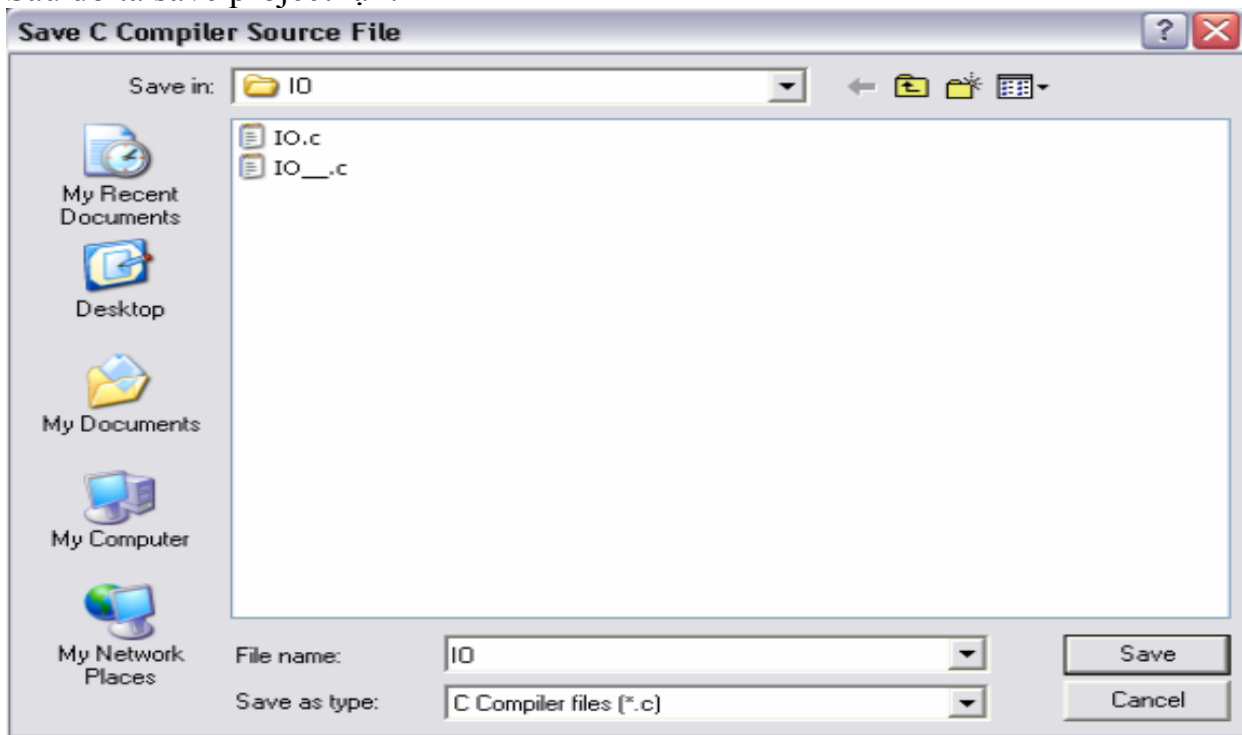 Save C Compiler Source File
Save in:
IO
IO.c
IO__.c
My Recent
Documents
Desktop
My Documents
My Computer
My Network
Places
File name:
IO
Save
Save as type:
C Compiler files (*.c)
Cancel